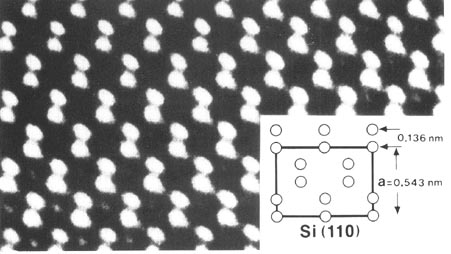 0.136 nm
a=0.543 nm
Si (110)